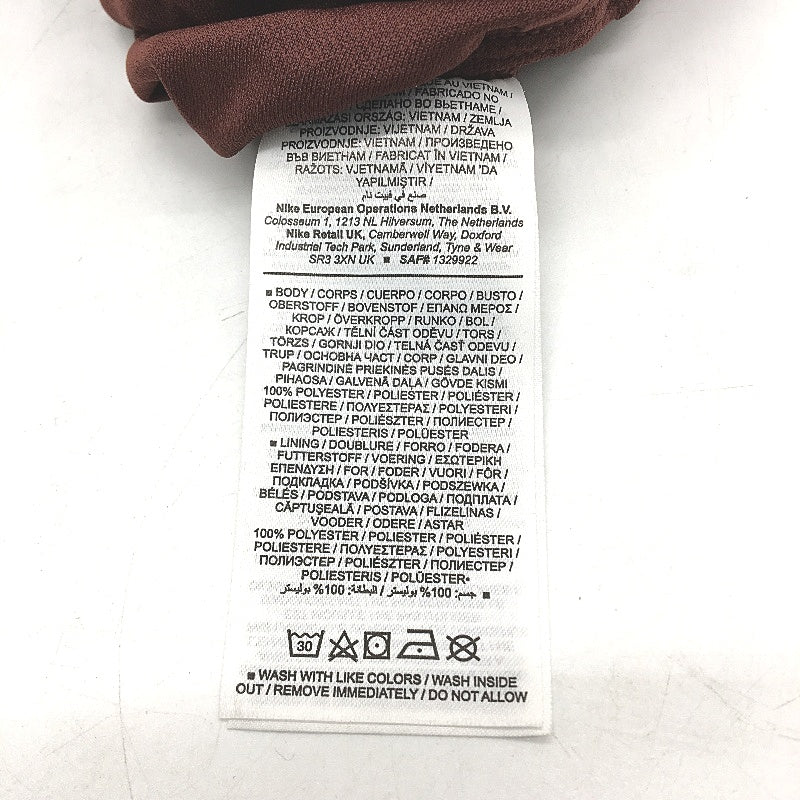 AU VIETNAM /
/ FABRICADO NO
/ СДЕЛАНО ВО ВЬЕТНАМЕ /
SZÁRMAZÁSI ORSZÁG: VIETNAM / ZEMLJA
PROIZVODNJE: VIJETNAM / DRŽAVA
PROIZVODNJE: VIETNAM / ПРОИЗВЕДЕНО
ВЪВ ВИЕТНАМ / FABRICAT ÎN VIETNAM /
RAŽOTS: VJETNAMĀ / VİYETNAM 'DA
YAPILMIŞTIR /
صنع في فييت نام
Nike European Operations Netherlands B.V.
Colosseum 1, 1213 NL Hilversum, The Netherlands
Nike Retail UK, Camberwell Way, Doxford
Industrial Tech Park, Sunderland, Tyne & Wear
SR3 3XN UK ■ SAF# 1329922
■ BODY / CORPS / CUERPO / CORPO / BUSTO /
OBERSTOFF / BOVENSTOF / ΕΠΑΝΩ ΜΕΡΟΣ /
KROP / ÖVERKROPP / RUNKO / BOL /
КОРСАЖ / TĚLNÍ ČÁST ODĚVU / TORS /
TÖRZS / GORNJI DIO / TELNÁ ČASŤ ODEVU /
TRUP / ОСНОВНА ЧАСТ / CORP / GLAVNI DEO /
PAGRINDINĖ PRIEKINĖS PUSĖS DALIS /
PIHAOSA / GALVENĀ DAĻA / GÖVDE KISMI
100% POLYESTER / POLIESTER / POLIÉSTER /
POLIESTERE / ΠΟΛΥΕΣΤΕΡΑΣ / POLYESTERI /
ПОЛИЭСТЕР / POLIÉSZTER / ПОЛИЕСТЕР /
POLIESTERIS / POLÜESTER
■ LINING / DOUBLURE / FORRO / FODERA /
FUTTERSTOFF / VOERING / ΕΣΩΤΕΡΙΚΗ
ΕΠΕΝΔΥΣΗ / FOR / FODER / VUORI / FÔR /
ПОДКЛАДКА / PODŠÍVKA / PODSZEWKA /
BÉLÉS / PODSTAVA / PODLOGA / ПОДПЛАТА /
CĂPTUŞEALĂ / POSTAVA / FLIZELINAS /
VOODER / ODERE / ASTAR
100% POLYESTER / POLIESTER / POLIÉSTER /
POLIESTERE / ΠΟΛΥΕΣΤΕΡΑΣ / POLYESTERI /
ПОЛИЭСТЕР / POLIÉSZTER / ПОЛИЕСТЕР /
POLIESTERIS / POLÜESTER•
■ جسم: 100% بوليستر / البطانة: 100% بوليستر
30
■ WASH WITH LIKE COLORS / WASH INSIDE
OUT / REMOVE IMMEDIATELY / DO NOT ALLOW